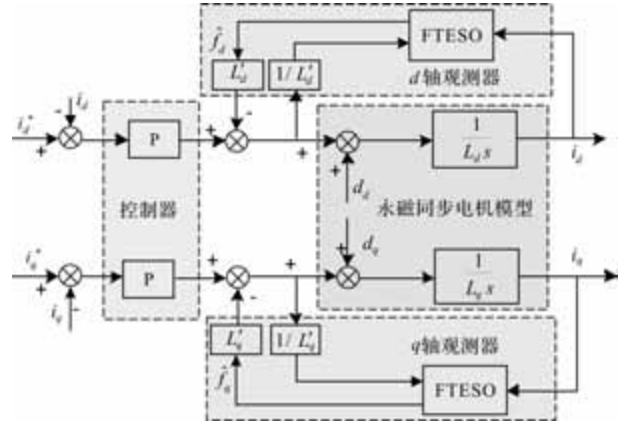 f̂_d
FTESO
L'_d
1/L'_d
d轴观测器
- i_d
i_d^*
+
P
+
-
+
+
1
L_d s
i_d
d_d
控制器
永磁同步电机模型
+
d_q
i_q^*
+
-
i_q
P
+
-
+
1
L_q s
i_q
L'_q
1/L'_q
q轴观测器
f̂_q
FTESO